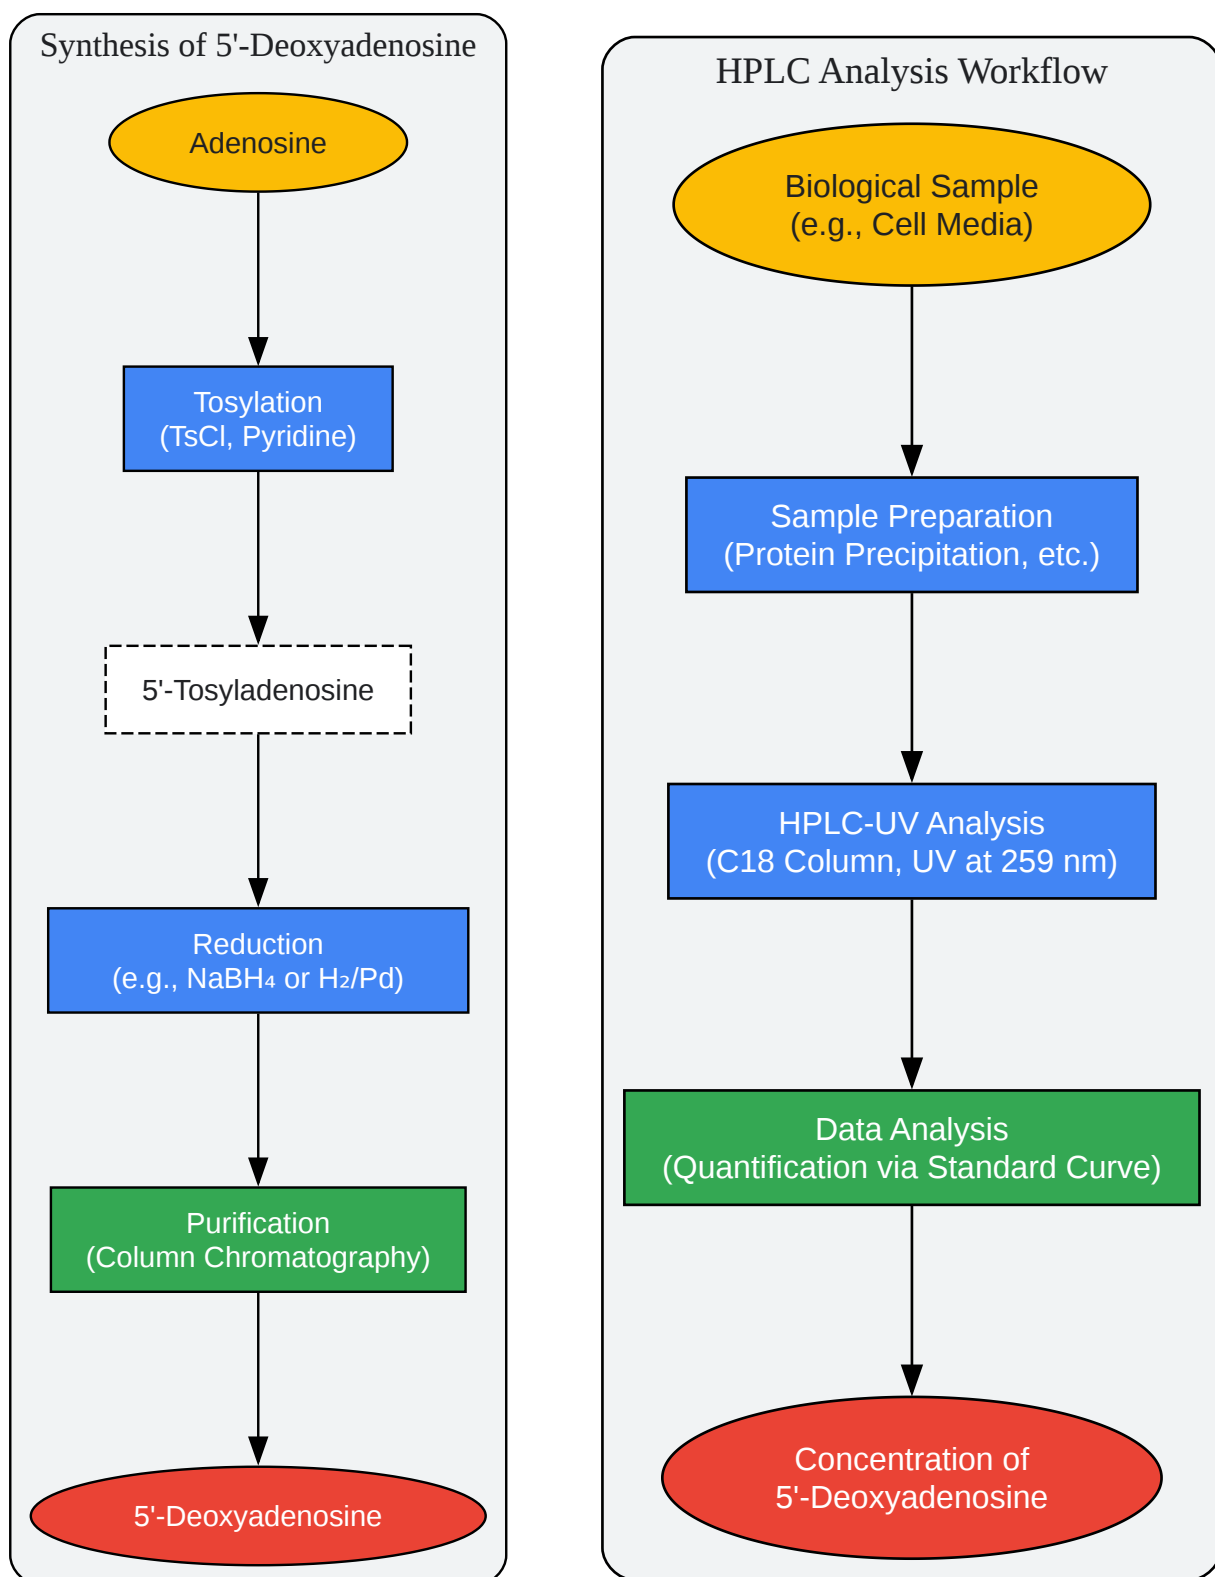 Synthesis of 5'-Deoxyadenosine
Adenosine
Tosylation
(TsCl, Pyridine)
5'-Tosyladenosine
Reduction
(e.g., NaBH₄ or H₂/Pd)
Purification
(Column Chromatography)
5'-Deoxyadenosine
HPLC Analysis Workflow
Biological Sample
(e.g., Cell Media)
Sample Preparation
(Protein Precipitation, etc.)
HPLC-UV Analysis
(C18 Column, UV at 259 nm)
Data Analysis
(Quantification via Standard Curve)
Concentration of
5'-Deoxyadenosine